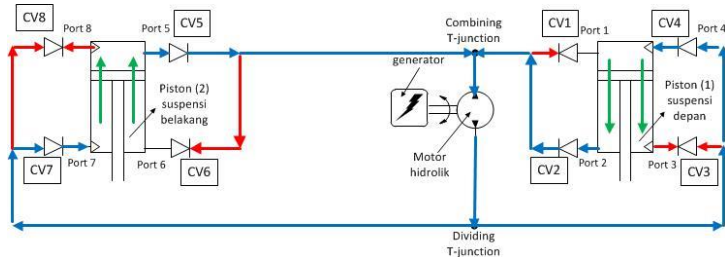 CV8
Port 8
Port 5
CV5
Combining
T-junction
CV1
Port 1
CV4
Port 4
generator
Piston (2)
suspensi
belakang
Piston (1)
suspensi
depan
Motor
hidrolik
CV7
Port 7
Port 6
CV6
CV2
Port 2
Port 3
CV3
Dividing
T-junction